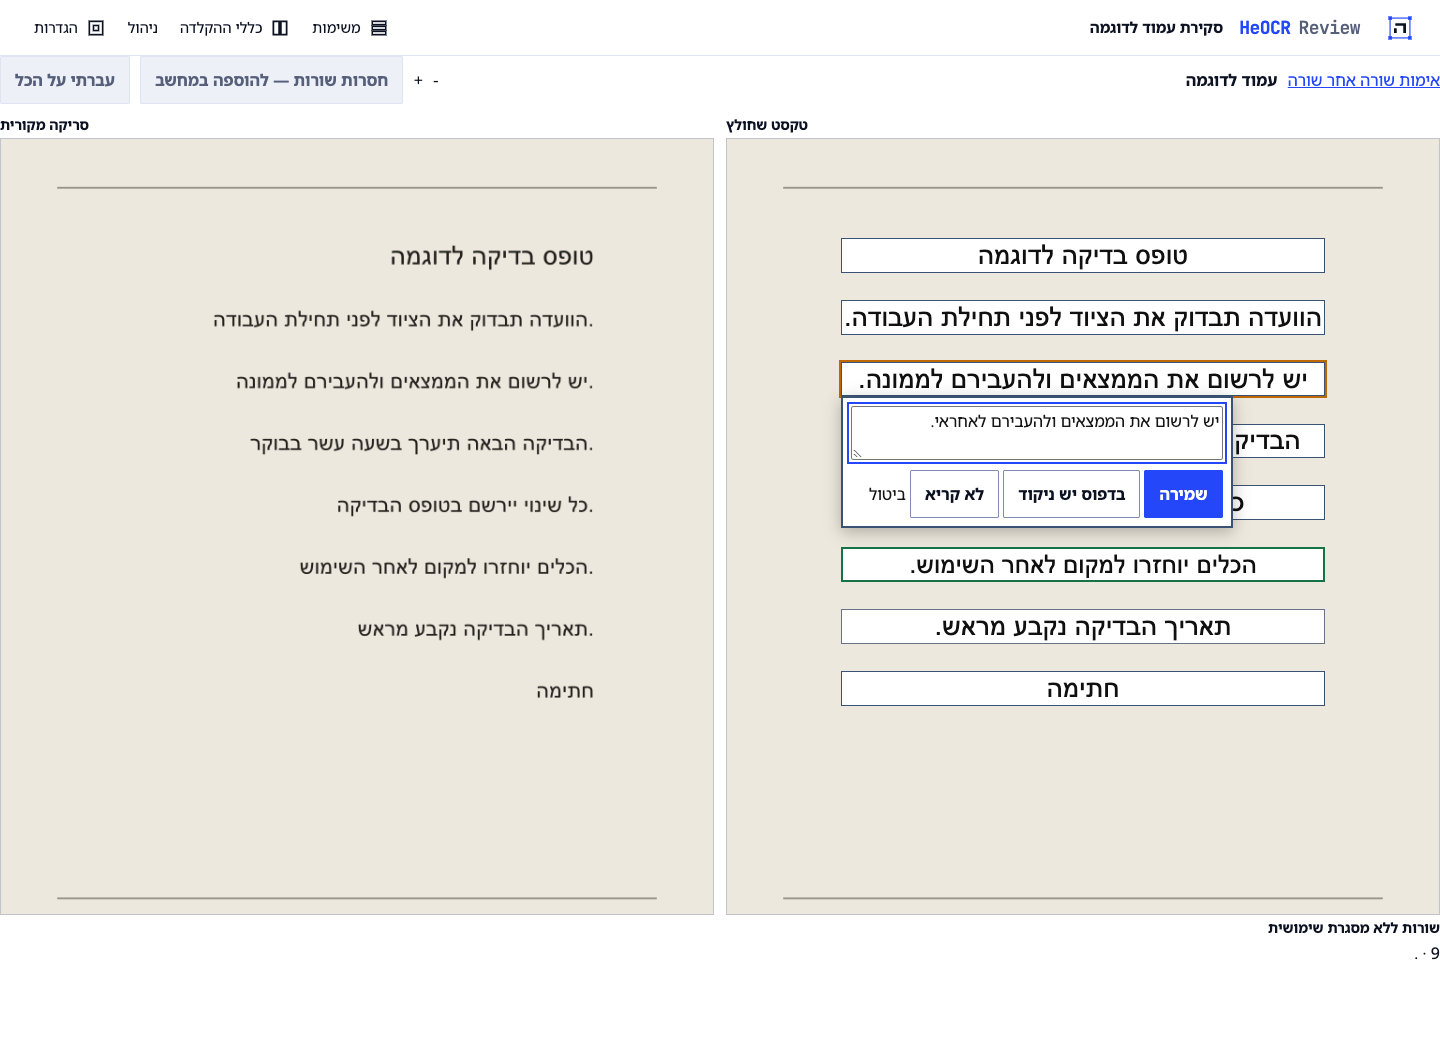 HeOCR Review
סקירת עמוד לדוגמה
משימות
כללי ההקלדה
ניהול
הגדרות
אימות שורה אחר שורה
עמוד לדוגמה
- +
חסרות שורות — להוספה במחשב
עברתי על הכל
טקסט שחולץ
טופס בדיקה לדוגמה
הוועדה תבדוק את הציוד לפני תחילת העבודה.
יש לרשום את הממצאים ולהעבירם לממונה.
יש לרשום את הממצאים ולהעבירם לאחראי.
שמירה
בדפוס יש ניקוד
לא קריא
ביטול
הבדיק
כ
הכלים יוחזרו למקום לאחר השימוש.
תאריך הבדיקה נקבע מראש.
חתימה
סריקה מקורית
טופס בדיקה לדוגמה
.הוועדה תבדוק את הציוד לפני תחילת העבודה
.יש לרשום את הממצאים ולהעבירם לממונה
.הבדיקה הבאה תיערך בשעה עשר בבוקר
.כל שינוי יירשם בטופס הבדיקה
.הכלים יוחזרו למקום לאחר השימוש
.תאריך הבדיקה נקבע מראש
חתימה
שורות ללא מסגרת שימושית
9 · .